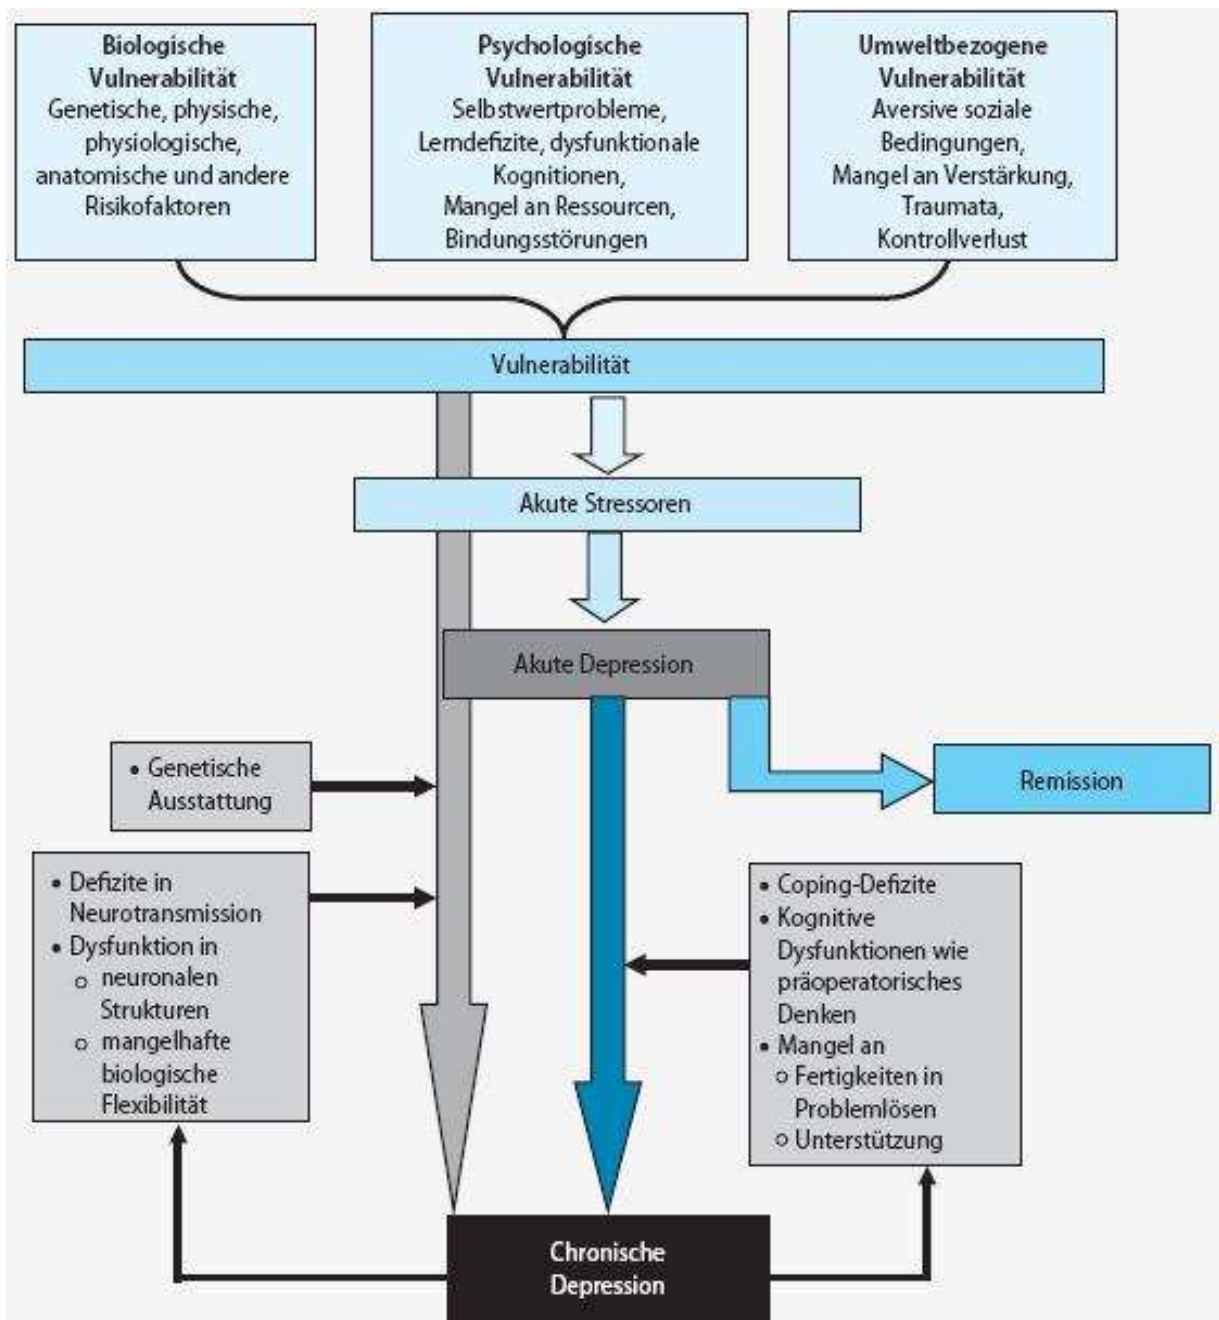 Biologische
Vulnerabilität
Genetische, physische,
physiologische,
anatomische und andere
Risikofaktoren
Psychologische
Vulnerabilität
Selbstwertprobleme,
Lerndefizite, dysfunktionale
Kognitionen,
Mangel an Ressourcen,
Bindungsstörungen
Umweltbezogene
Vulnerabilität
Aversive soziale
Bedingungen,
Mangel an Verstärkung,
Traumata,
Kontrollverlust
Vulnerabilität
Akute Stressoren
Akute Depression
• Genetische
Ausstattung
Remission
• Defizite in
Neurotransmission
• Dysfunktion in
o neuronalen
Strukturen
o mangelhafte
biologische
Flexibilität
• Coping-Defizite
• Kognitive
Dysfunktionen wie
präoperatorisches
Denken
• Mangel an
o Fertigkeiten in
Problemlösen
o Unterstützung
Chronische
Depression